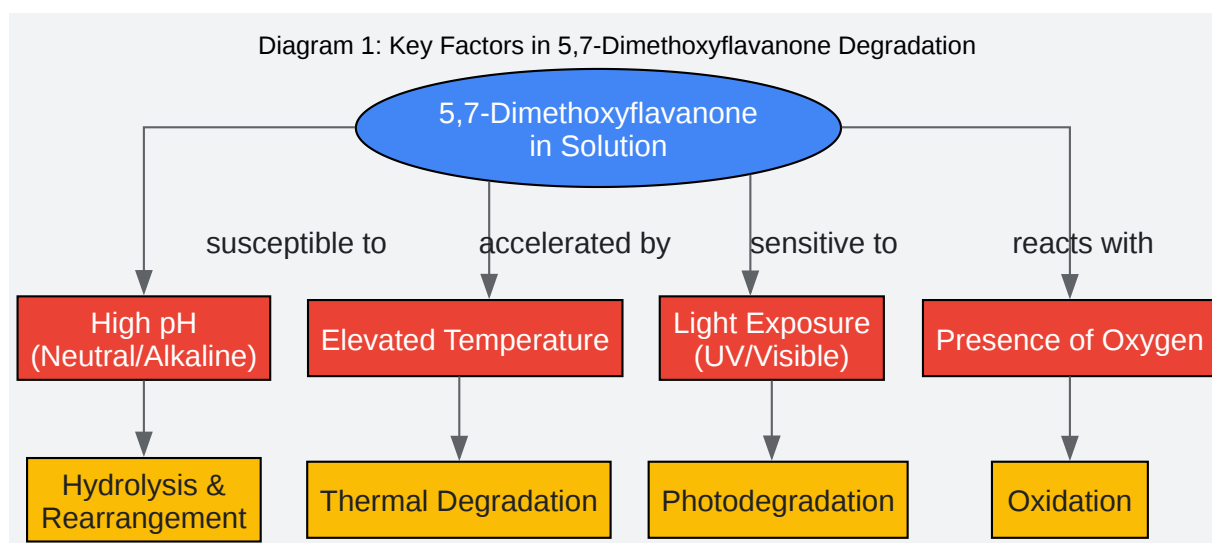 Diagram 1: Key Factors in 5,7-Dimethoxyflavanone Degradation
5,7-Dimethoxyflavanone
in Solution
susceptible to
accelerated by
sensitive to
reacts with
High pH
(Neutral/Alkaline)
Elevated Temperature
Light Exposure
(UV/Visible)
Presence of Oxygen
Hydrolysis &
Rearrangement
Thermal Degradation
Photodegradation
Oxidation